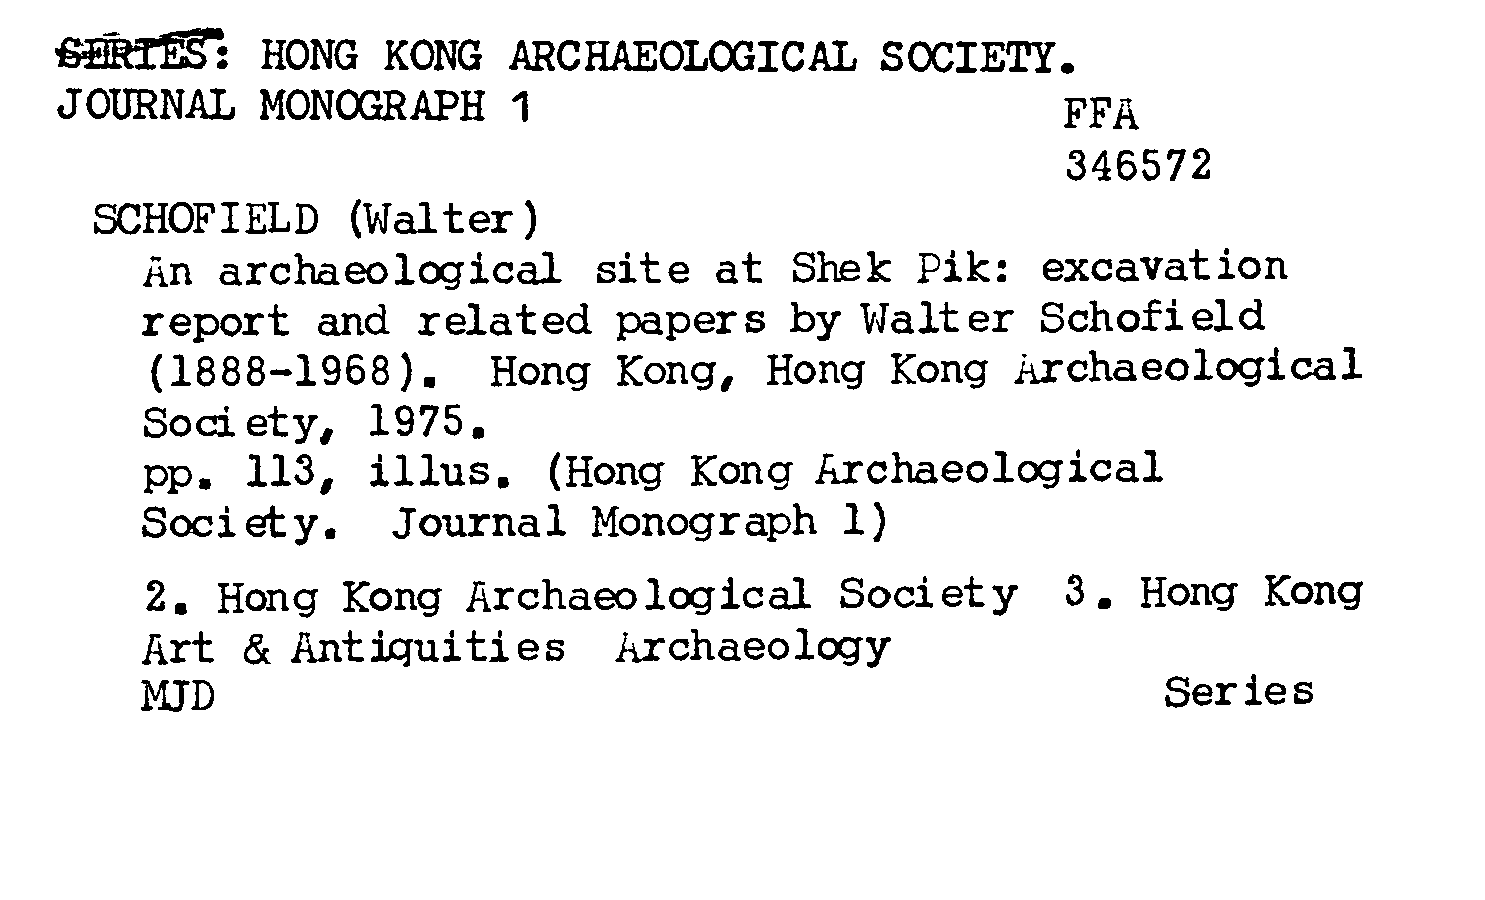 SERIES: HONG KONG ARCHAEOLOGICAL SOCIETY.
JOURNAL MONOGRAPH 1
FFA
346572
SCHOFIELD (Walter)
An archaeological site at Shek Pik: excavation
report and related papers by Walter Schofield
(1888-1968). Hong Kong, Hong Kong Archaeological
Society, 1975.
pp. 113, illus. (Hong Kong Archaeological
Society. Journal Monograph 1)
2. Hong Kong Archaeological Society 3. Hong Kong
Art & Antiquities Archaeology
MJD Series